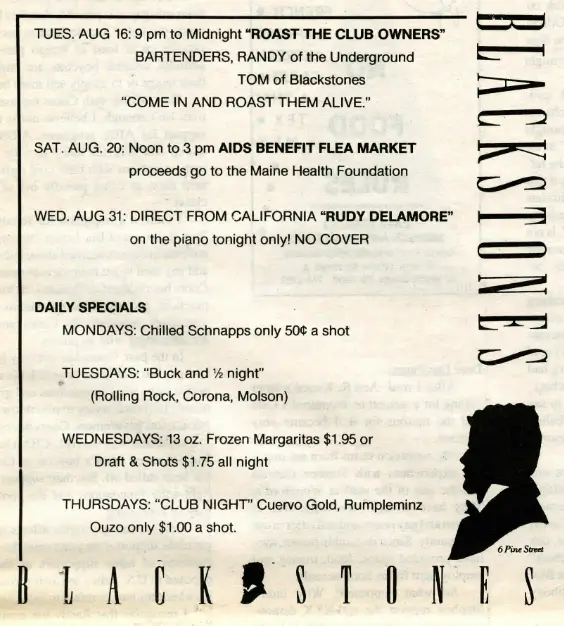 TUES. AUG 16: 9 pm to Midnight “ROAST THE CLUB OWNERS”
BARTENDERS, RANDY of the Underground
TOM of Blackstones
“COME IN AND ROAST THEM ALIVE.”
SAT. AUG. 20: Noon to 3 pm AIDS BENEFIT FLEA MARKET
proceeds go to the Maine Health Foundation
WED. AUG 31: DIRECT FROM CALIFORNIA “RUDY DELAMORE”
on the piano tonight only! NO COVER
DAILY SPECIALS
MONDAYS: Chilled Schnapps only 50¢ a shot
TUESDAYS: “Buck and ½ night”
(Rolling Rock, Corona, Molson)
WEDNESDAYS: 13 oz. Frozen Margaritas $1.95 or
Draft & Shots $1.75 all night
THURSDAYS: “CLUB NIGHT” Cuervo Gold, Rumpleminz
Ouzo only $1.00 a shot.
BLACKSTONES
6 Pine Street
BLACKSTONES